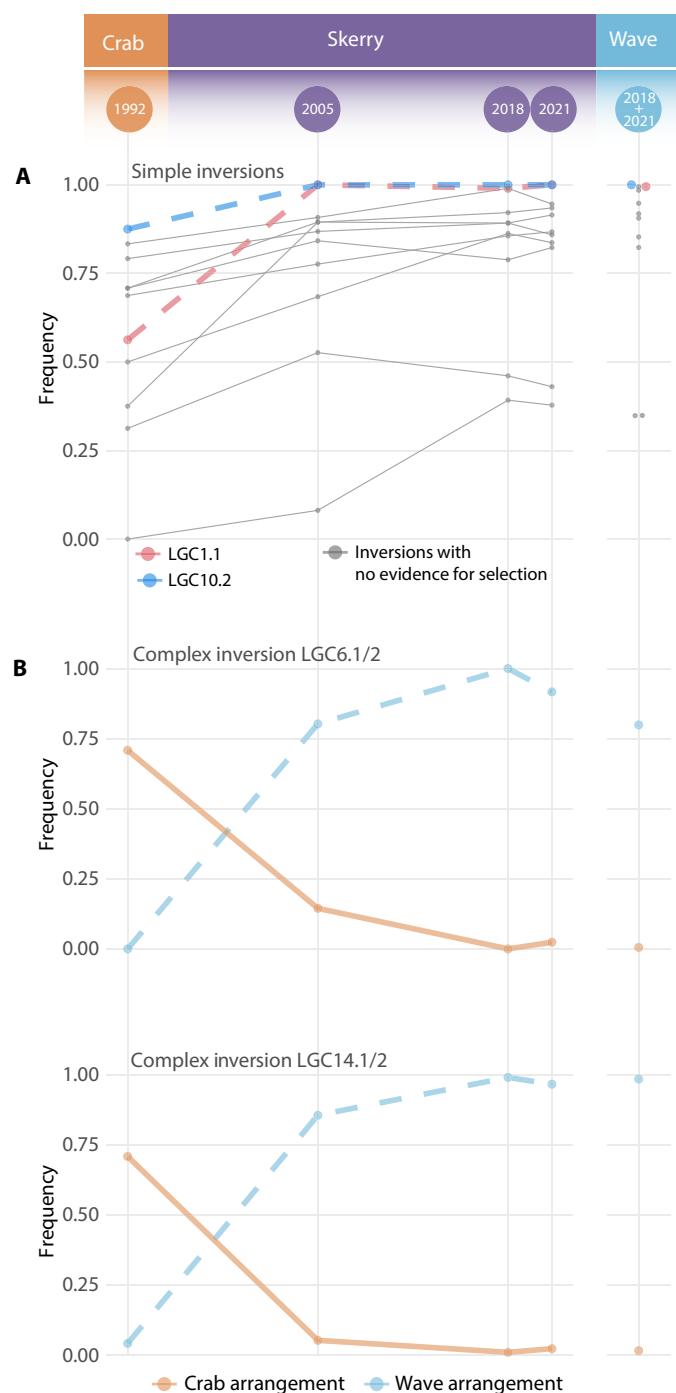 Crab
Skerry
Wave
1992
2005
2018
2021
2018
+
2021
A
Simple inversions
1.00
0.75
0.50
0.25
0.00
Frequency
LGC1.1
LGC10.2
Inversions with
no evidence for selection
B
Complex inversion LGC6.1/2
1.00
0.75
0.50
0.25
0.00
Frequency
Complex inversion LGC14.1/2
1.00
0.75
0.50
0.25
0.00
Frequency
Crab arrangement
Wave arrangement